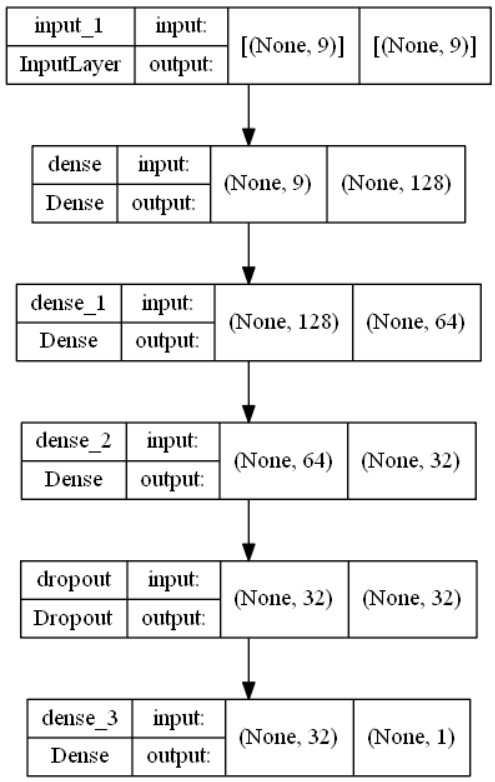 input_1 input: [(None, 9)] [(None, 9)]
InputLayer output:
dense input: (None, 9) (None, 128)
Dense output:
dense_1 input: (None, 128) (None, 64)
Dense output:
dense_2 input: (None, 64) (None, 32)
Dense output:
dropout input: (None, 32) (None, 32)
Dropout output:
dense_3 input: (None, 32) (None, 1)
Dense output: